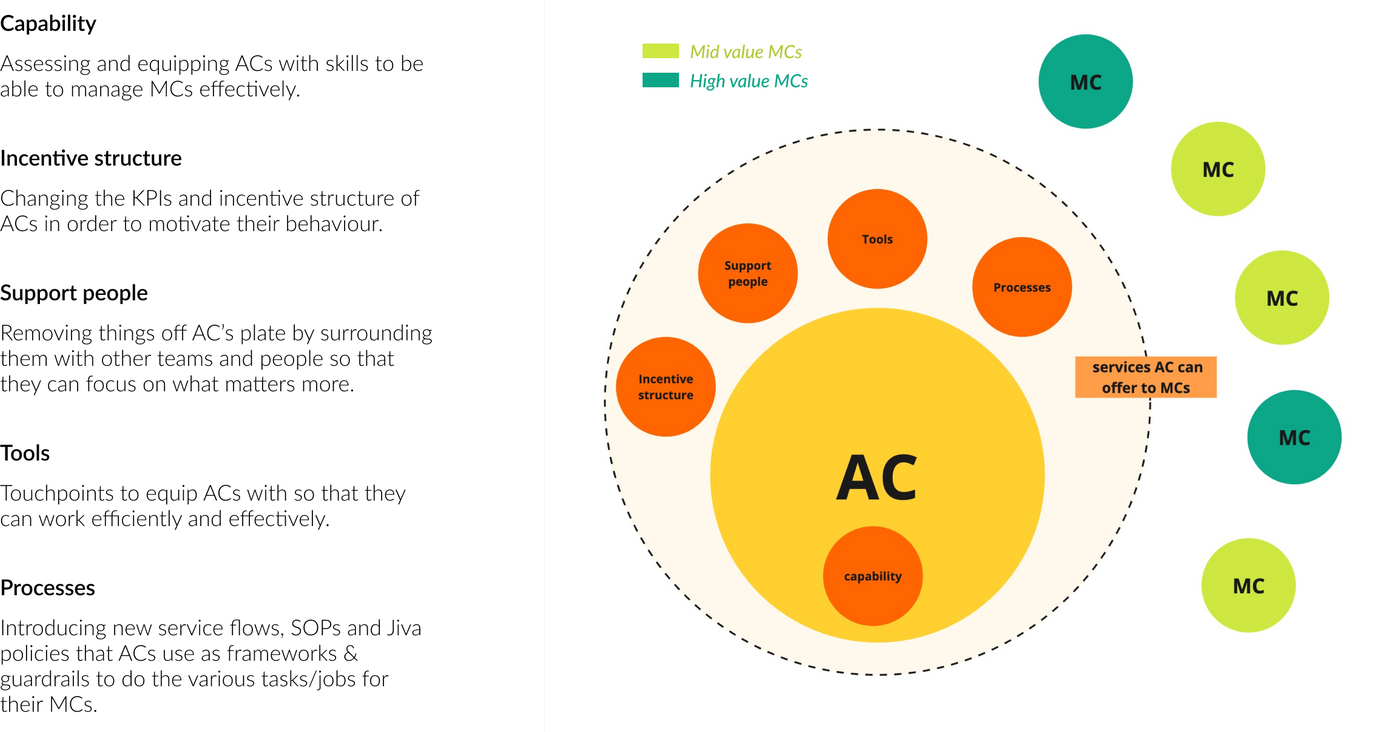 Capability
Assessing and equipping ACs with skills to be
able to manage MCs effectively.
Incentive structure
Changing the KPIs and incentive structure of
ACs in order to motivate their behaviour.
Support people
Removing things off AC’s plate by surrounding
them with other teams and people so that
they can focus on what matters more.
Tools
Touchpoints to equip ACs with so that they
can work efficiently and effectively.
Processes
Introducing new service flows, SOPs and Jiva
policies that ACs use as frameworks &
guardrails to do the various tasks/jobs for
their MCs.
Mid value MCs
High value MCs
MC
MC
Tools
Support
people
Processes
MC
Incentive
structure
services AC can
offer to MCs
MC
AC
capability
MC